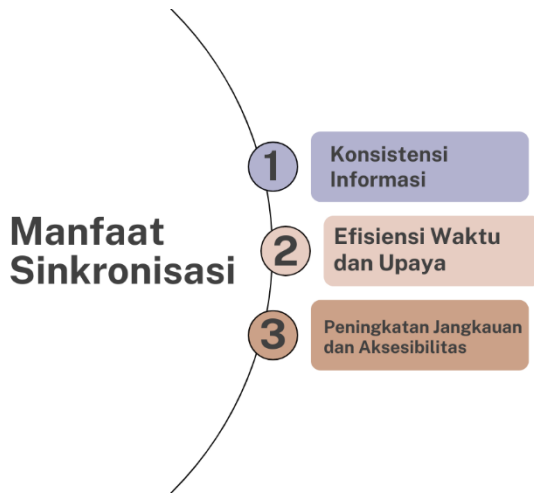 Manfaat
Sinkronisasi
1
Konsistensi
Informasi
2
Efisiensi Waktu
dan Upaya
3
Peningkatan Jangkauan
dan Aksesibilitas